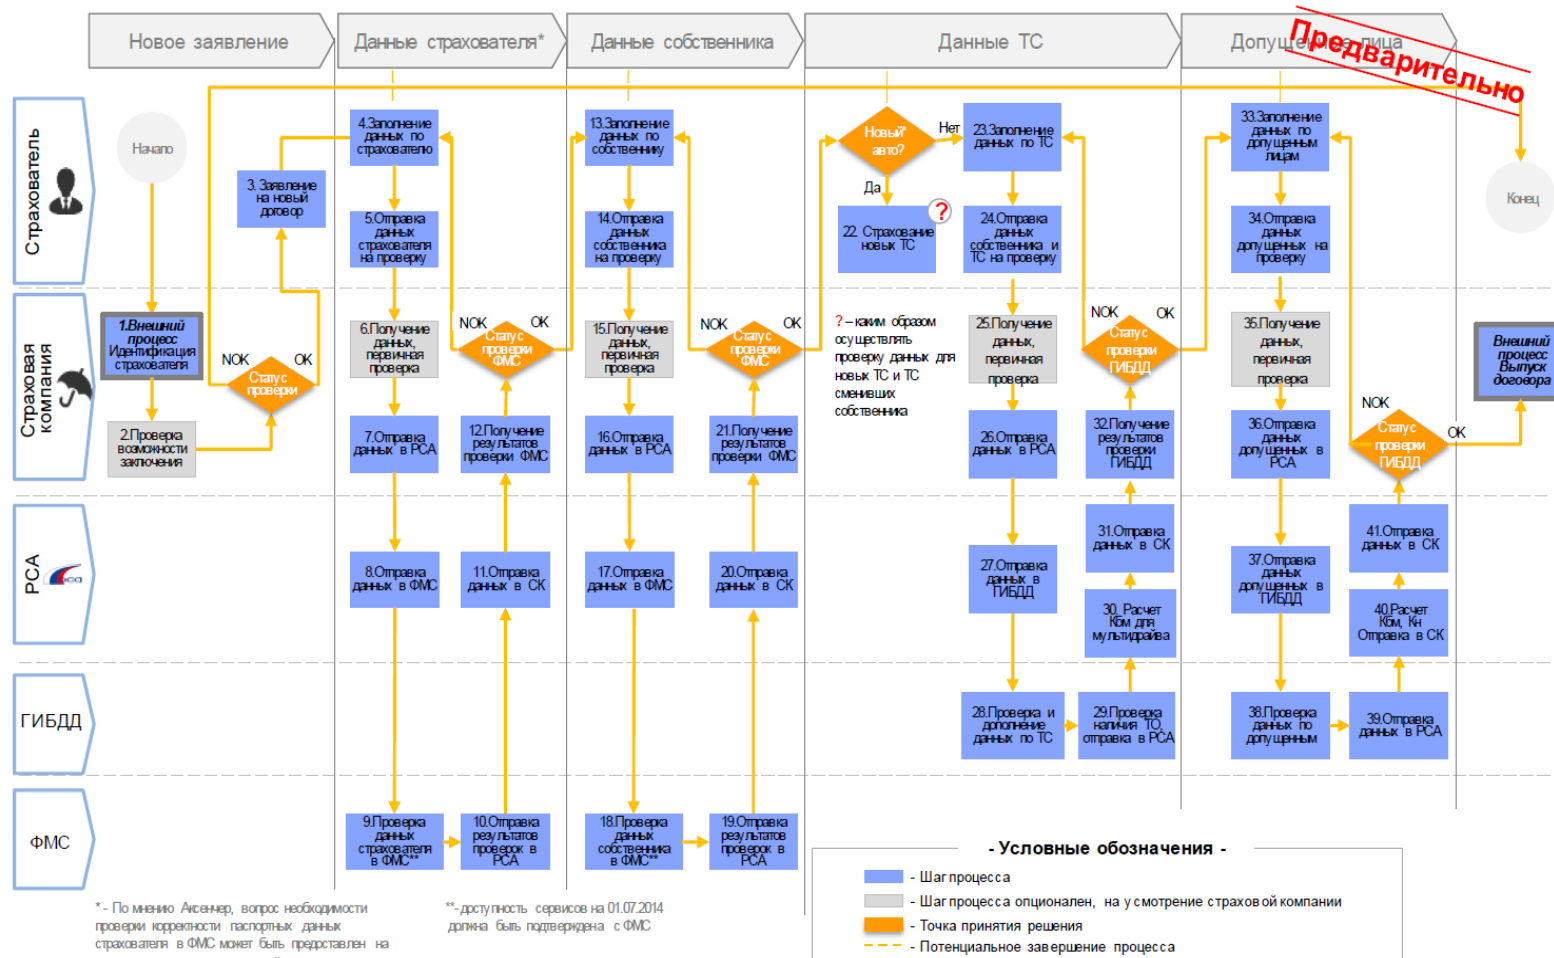 Новое заявление
Данные страхователя*
Данные собственника
Данные ТС
Допущенные лица
Предварительно
Страхователь
Начало
3. Заявление
на новый
договор
4.Заполнение
данных по
страхователю
5.Отправка
данных
страхователя
на проверку
13.Заполнение
данных по
собственнику
14.Отправка
данных
собственника
на проверку
Новый*
авто?
Нет
Да
22. Страхование
новых ТС
?
23.Заполнение
данных по ТС
24.Отправка
данных
собственника и
ТС на проверку
33.Заполнение
данных по
допущенным
лицам
34.Отправка
данных
допущенных на
проверку
Конец
Страховая
компания
1.Внешний
процесс
Идентификация
страхователя
2.Проверка
возможности
заключения
NOK
OK
Статус
проверки
6.Получение
данных,
первичная
проверка
7.Отправка
данных в РСА
NOK
OK
Статус
проверки
ФМС
12.Получение
результатов
проверки ФМС
15.Получение
данных,
первичная
проверка
16.Отправка
данных в РСА
NOK
OK
Статус
проверки
ФМС
21.Получение
результатов
проверки ФМС
? – каким образом
осуществлять
проверку данных для
новых ТС и ТС
сменивших
собственника
25.Получение
данных,
первичная
проверка
26.Отправка
данных в РСА
NOK
OK
Статус
проверки
ГИБДД
32.Получение
результатов
проверки
ГИБДД
35.Получение
данных,
первичная
проверка
36.Отправка
данных
допущенных в
РСА
NOK
OK
Статус
проверки
ГИБДД
Внешний
процесс
Выпуск
договора
РСА
рса
8.Отправка
данных в ФМС
11.Отправка
данных в СК
17.Отправка
данных в ФМС
20.Отправка
данных в СК
27.Отправка
данных в
ГИБДД
31.Отправка
данных в СК
30. Расчет
Кбм для
мультидрайва
37.Отправка
данных
допущенных в
ГИБДД
41.Отправка
данных в СК
40.Расчет
Кбм, Кн
Отправка в СК
ГИБДД
28.Проверка и
дополнение
данных по ТС
29.Проверка
наличия ТО,
отправка в РСА
38.Проверка
данных по
допущенным
39.Отправка
данных в РСА
ФМС
9.Проверка
данных
страхователя
в ФМС**
10.Отправка
результатов
проверок в
РСА
18.Проверка
данных
собственника
в ФМС**
19.Отправка
результатов
проверок в
РСА
* - По мнению Аксенчер, вопрос необходимости
проверки корректности паспортных данных
страхователя в ФМС может быть предоставлен на
**- доступность сервисов на 01.07.2014
должна быть подтверждена с ФМС
- Условные обозначения -
- Шаг процесса
- Шаг процесса опционален, на усмотрение страховой компании
- Точка принятия решения
- Потенциальное завершение процесса